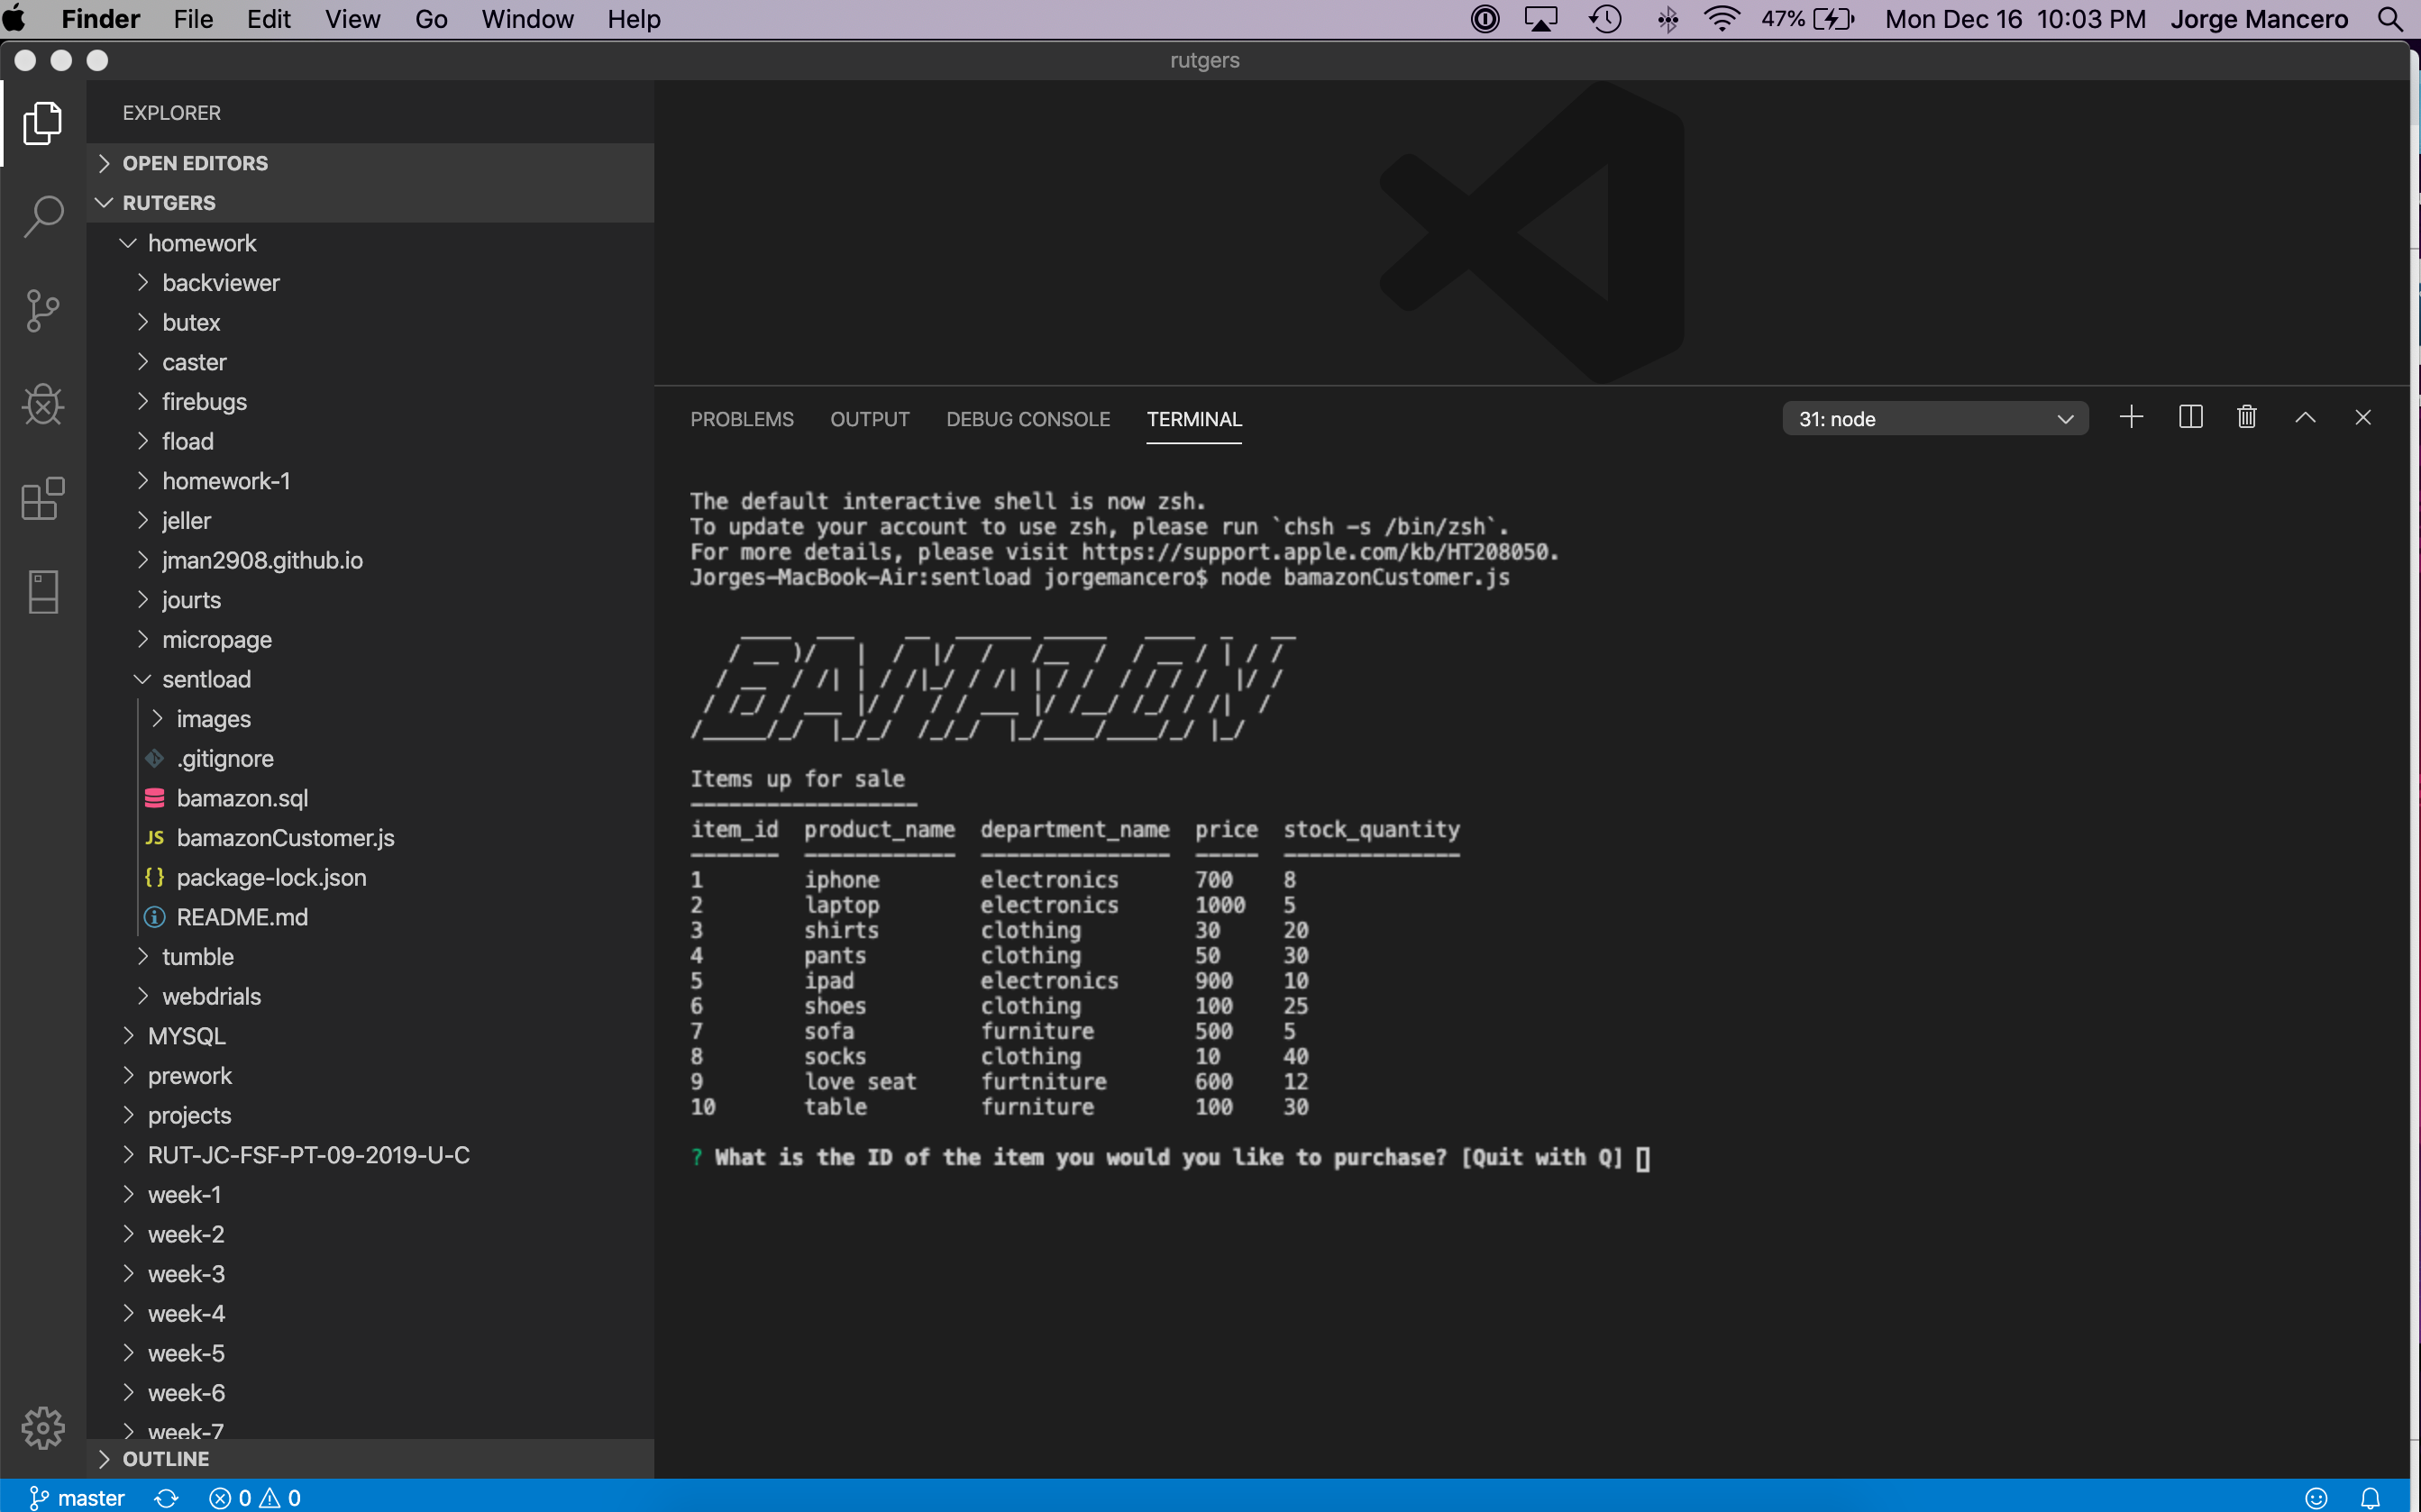 Finder File Edit View Go Window Help 47% Mon Dec 16 10:03 PM Jorge Mancero
rutgers
EXPLORER
OPEN EDITORS
RUTGERS
homework
backviewer
butex
caster
firebugs
fload
homework-1
jeller
jman2908.github.io
jourts
micropage
sentload
images
.gitignore
bamazon.sql
JS bamazonCustomer.js
{} package-lock.json
README.md
tumble
webdrials
MYSQL
prework
projects
RUT-JC-FSF-PT-09-2019-U-C
week-1
week-2
week-3
week-4
week-5
week-6
week-7
OUTLINE
PROBLEMS OUTPUT DEBUG CONSOLE TERMINAL 31: node
The default interactive shell is now zsh.
To update your account to use zsh, please run `chsh -s /bin/zsh`.
For more details, please visit https://support.apple.com/kb/HT208050.
Jorges-MacBook-Air:sentload jorgemancero$ node bamazonCustomer.js
BAMAZON
Items up for sale
------------------
item_id product_name department_name price stock_quantity
------- ------------ --------------- ----- --------------
1 iphone electronics 700 8
2 laptop electronics 1000 5
3 shirts clothing 30 20
4 pants clothing 50 30
5 ipad electronics 900 10
6 shoes clothing 100 25
7 sofa furniture 500 5
8 socks clothing 10 40
9 love seat furtniture 600 12
10 table furniture 100 30
? What is the ID of the item you would you like to purchase? [Quit with Q]
master 0 0